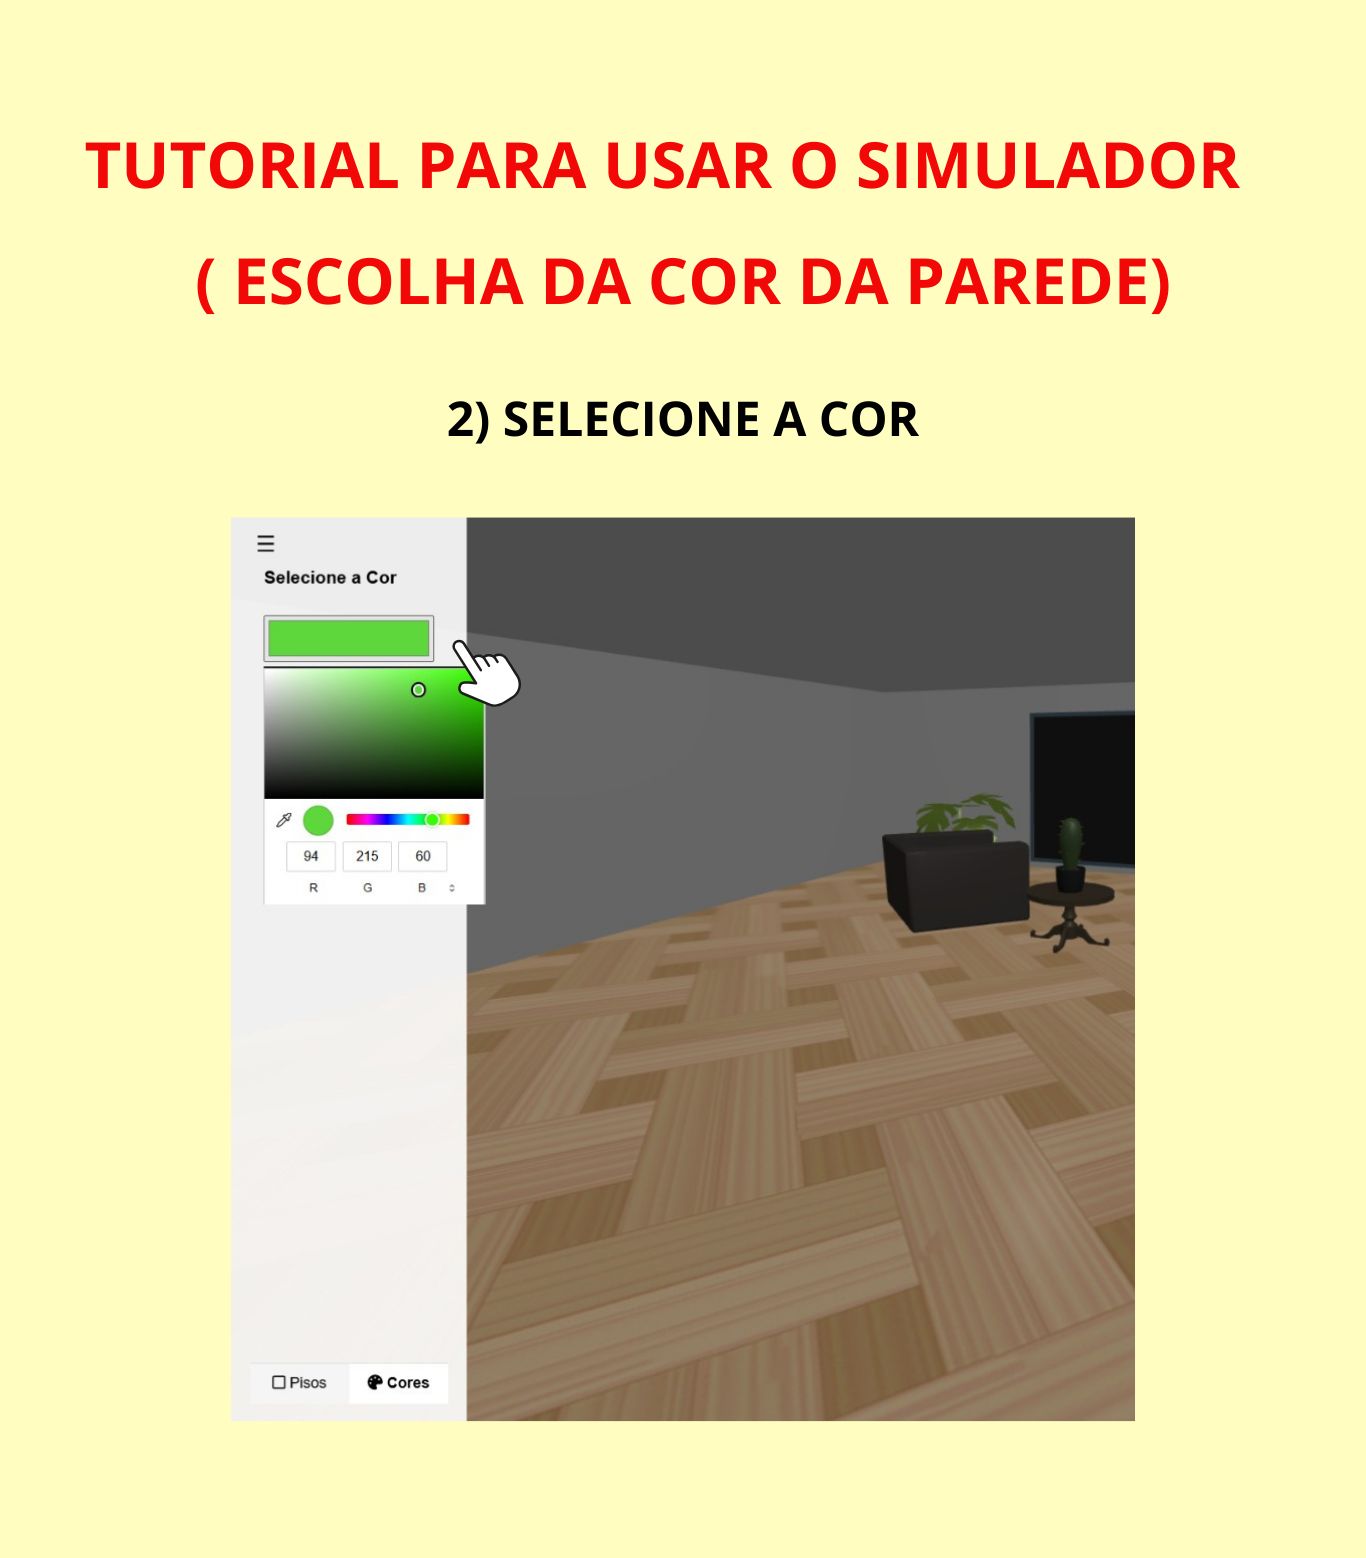 TUTORIAL PARA USAR O SIMULADOR
( ESCOLHA DA COR DA PAREDE)
2) SELECIONE A COR
Selecione a Cor
94 215 60
R G B
Pisos Cores